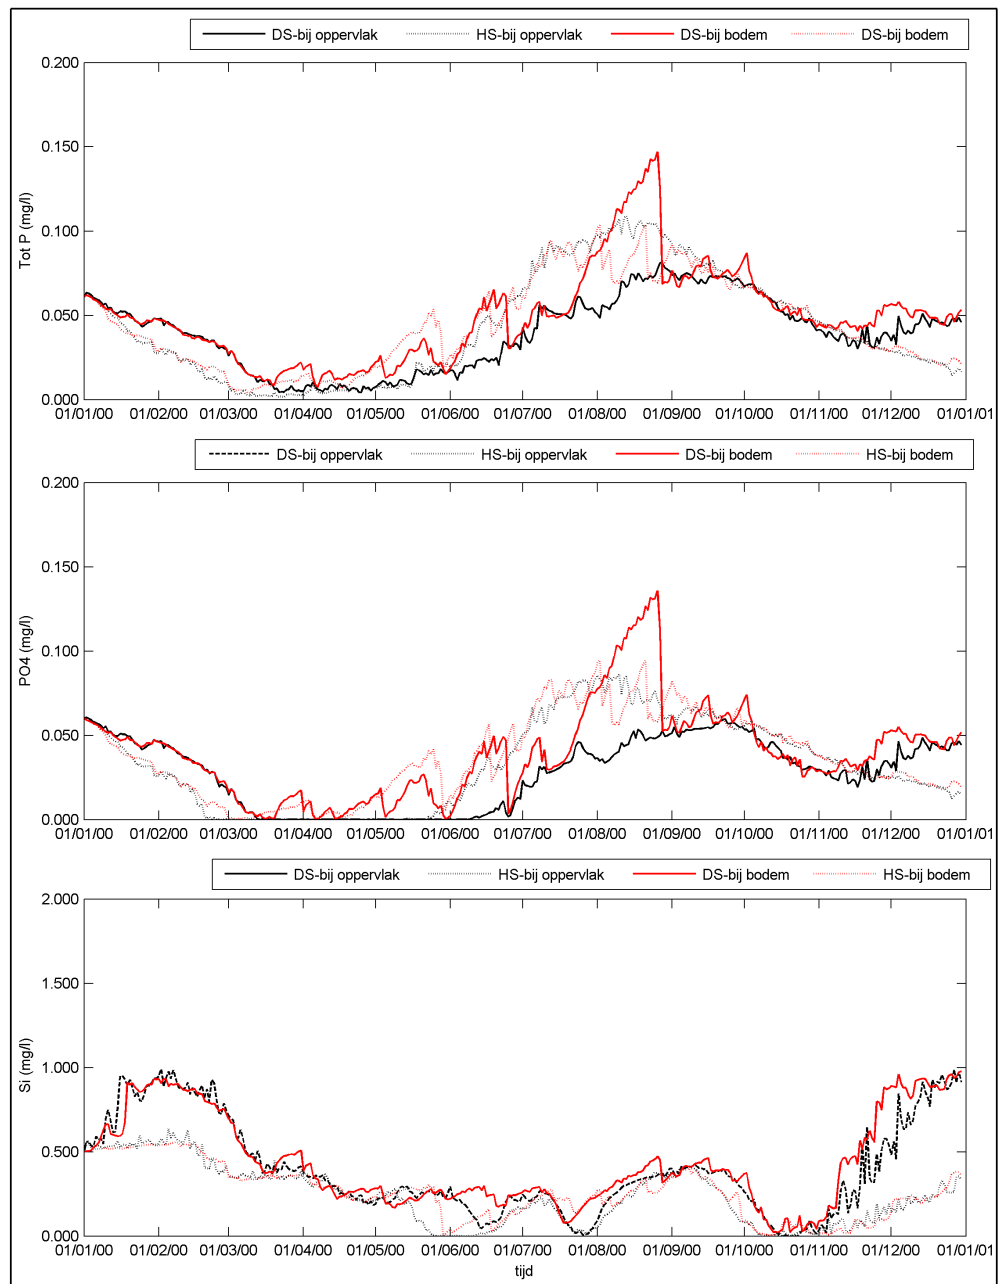 DS-bij oppervlak HS-bij oppervlak DS-bij bodem DS-bij bodem
0.200
0.150
0.100
0.050
0.000
Tot P (mg/l)
01/01/00 01/02/00 01/03/00 01/04/00 01/05/00 01/06/00 01/07/00 01/08/00 01/09/00 01/10/00 01/11/00 01/12/00 01/01/01
DS-bij oppervlak HS-bij oppervlak DS-bij bodem HS-bij bodem
0.200
0.150
0.100
0.050
0.000
PO4 (mg/l)
01/01/00 01/02/00 01/03/00 01/04/00 01/05/00 01/06/00 01/07/00 01/08/00 01/09/00 01/10/00 01/11/00 01/12/00 01/01/01
DS-bij oppervlak HS-bij oppervlak DS-bij bodem HS-bij bodem
2.000
1.500
1.000
0.500
0.000
Si (mg/l)
01/01/00 01/02/00 01/03/00 01/04/00 01/05/00 01/06/00 01/07/00 01/08/00 01/09/00 01/10/00 01/11/00 01/12/00 01/01/01
tijd